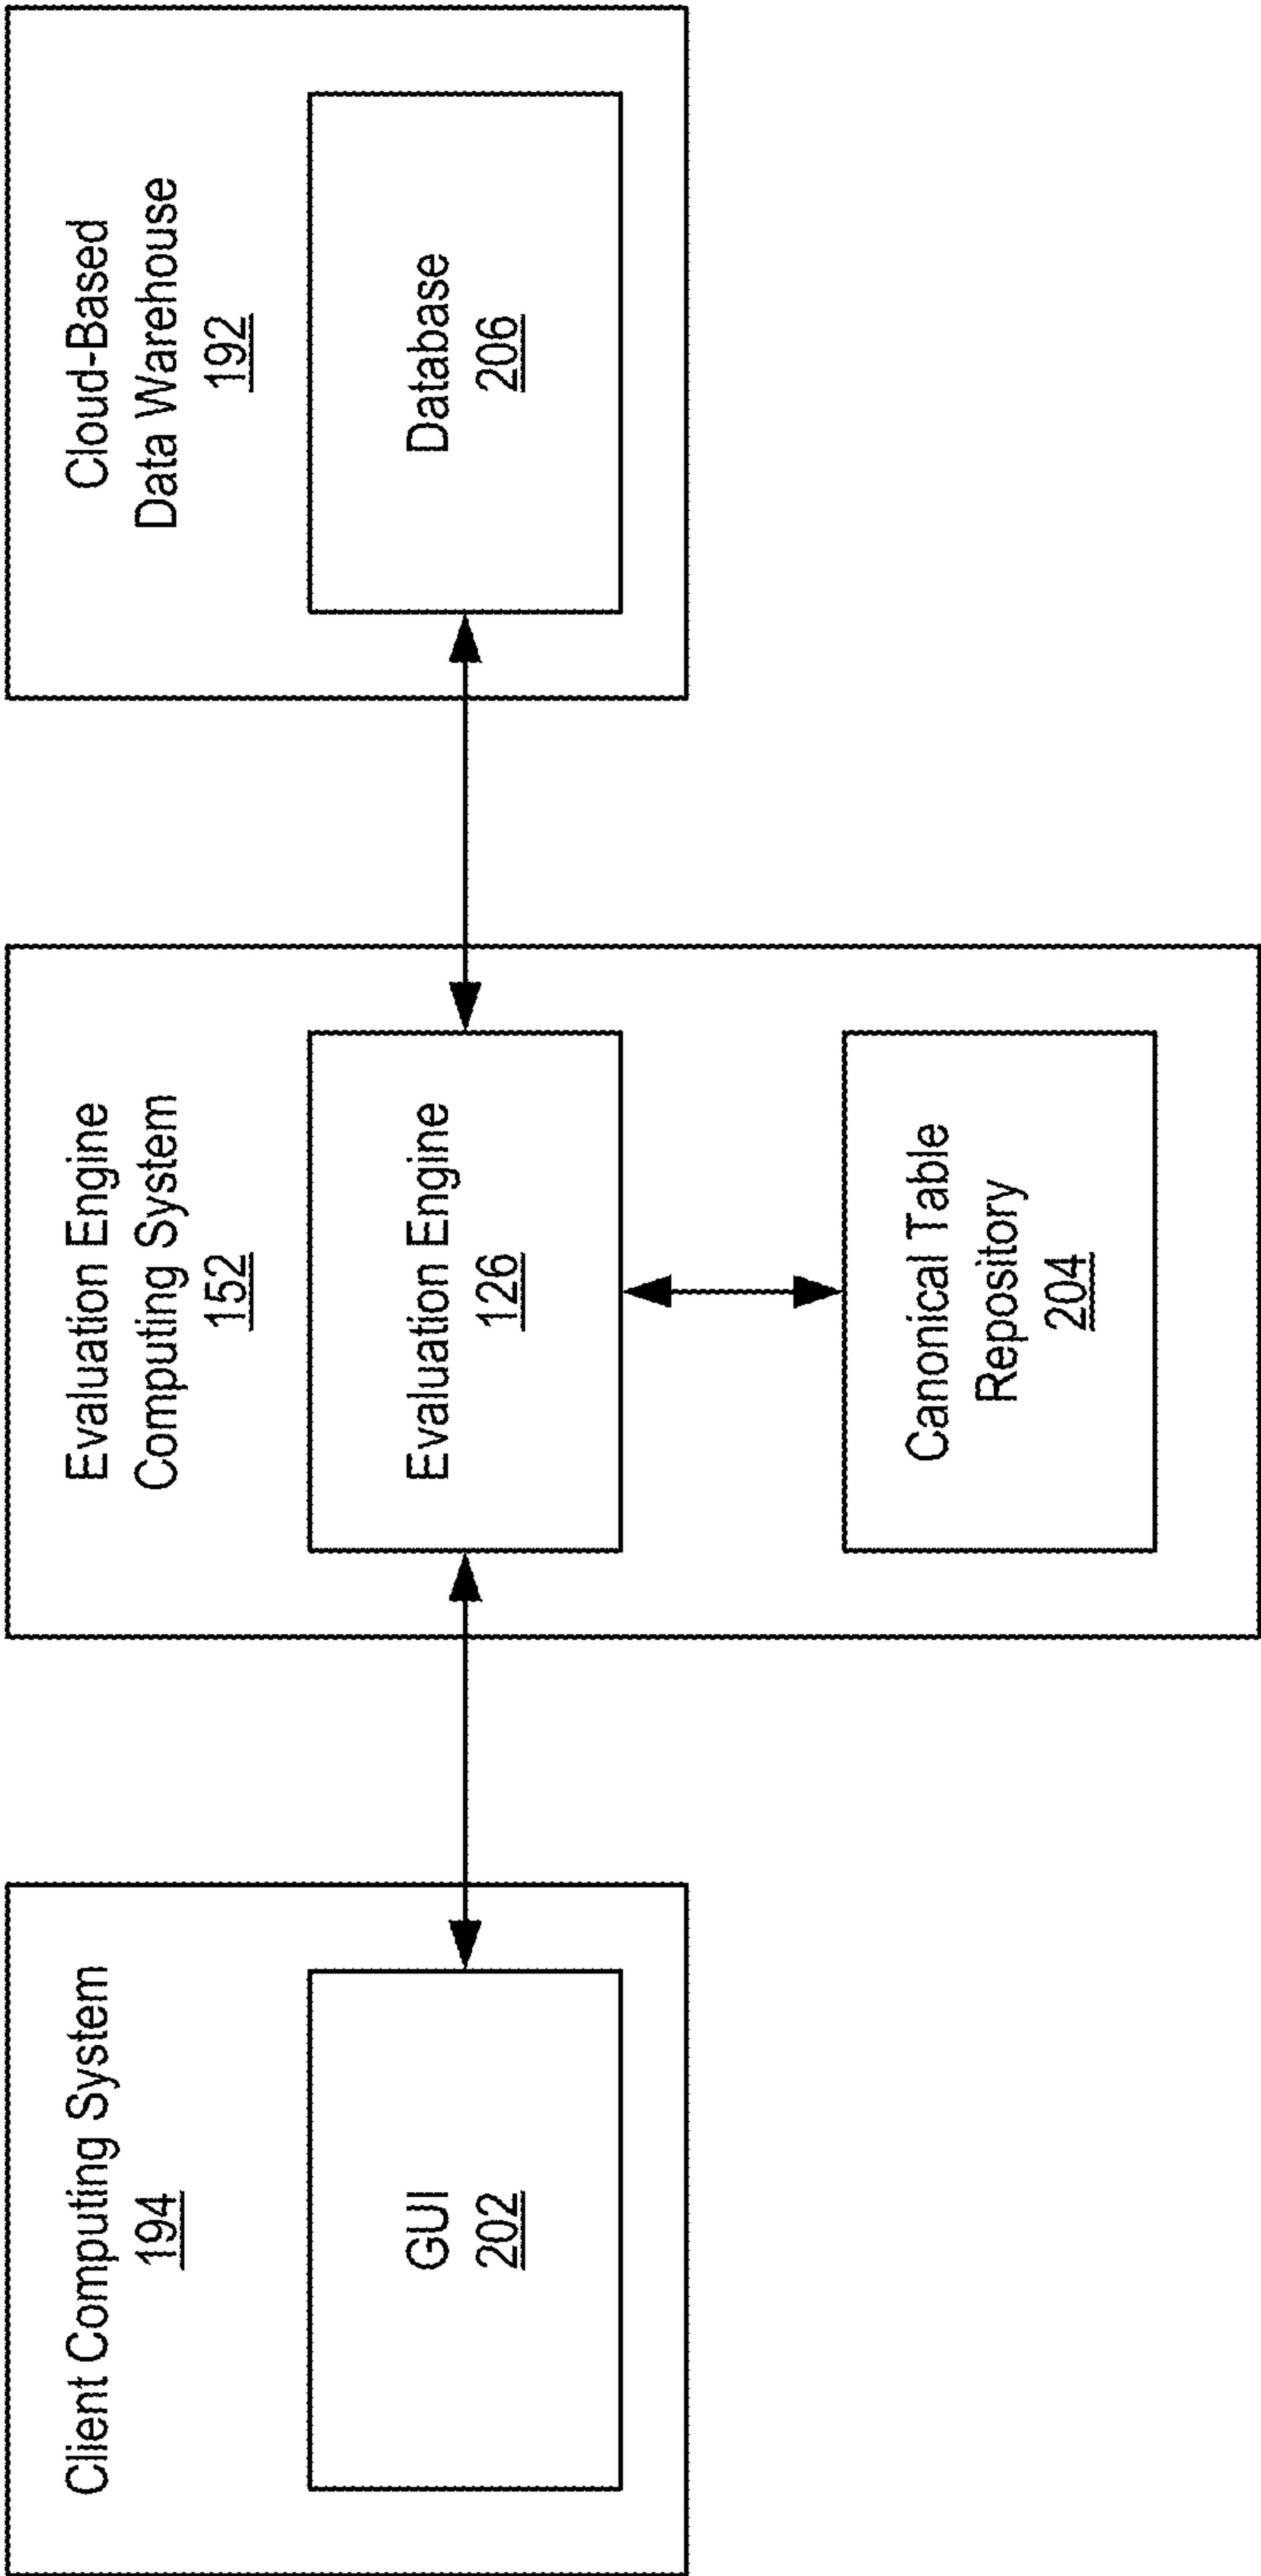 Client Computing System
194
GUI
202
Evaluation Engine
Computing System
152
Evaluation Engine
126
Canonical Table
Repository
204
Cloud-Based
Data Warehouse
192
Database
206